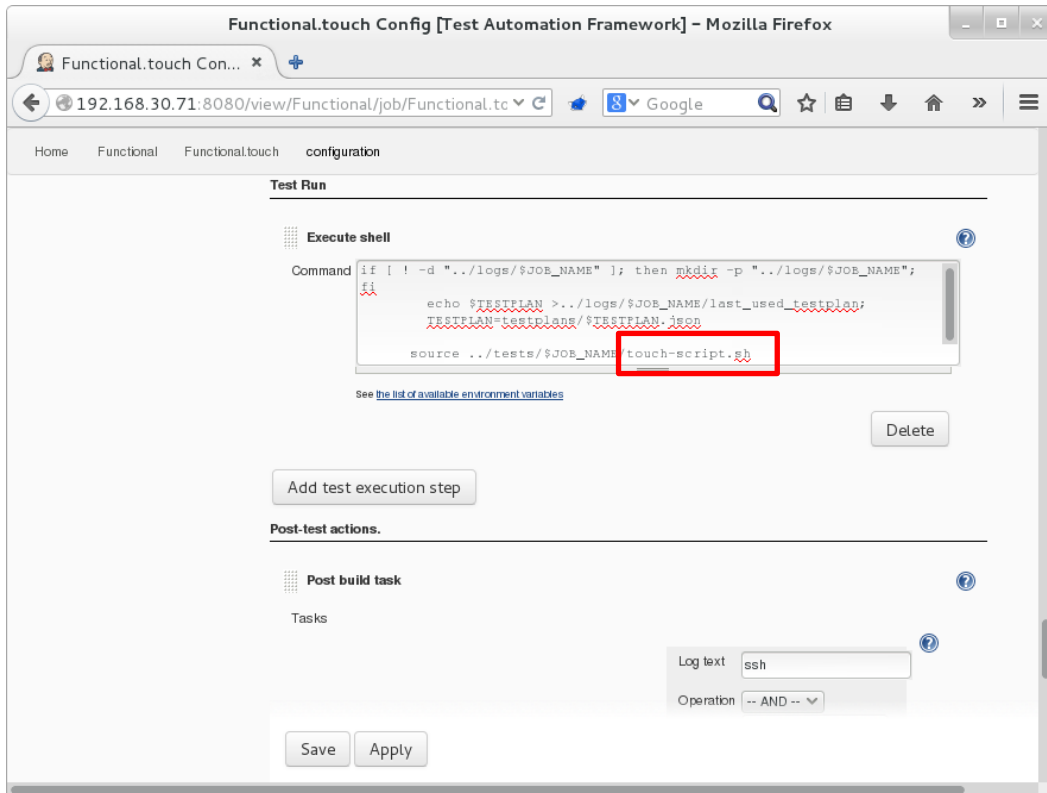 Functional.touch Config [Test Automation Framework] - Mozilla Firefox
Functional.touch Con...
192.168.30.71:8080/view/Functional/job/Functional.tc
8 Google
Home Functional Functional.touch configuration
Test Run
Execute shell
Command if [ ! -d "../logs/$JOB_NAME" ]; then mkdir -p "../logs/$JOB_NAME";
fi
echo $TESTPLAN >../logs/$JOB_NAME/last_used_testplan;
TESTPLAN=testplans/$TESTPLAN.json
source ../tests/$JOB_NAME/touch-script.sh
See the list of available environment variables
Delete
Add test execution step
Post-test actions.
Post build task
Tasks
Log text ssh
Operation -- AND --
Save Apply